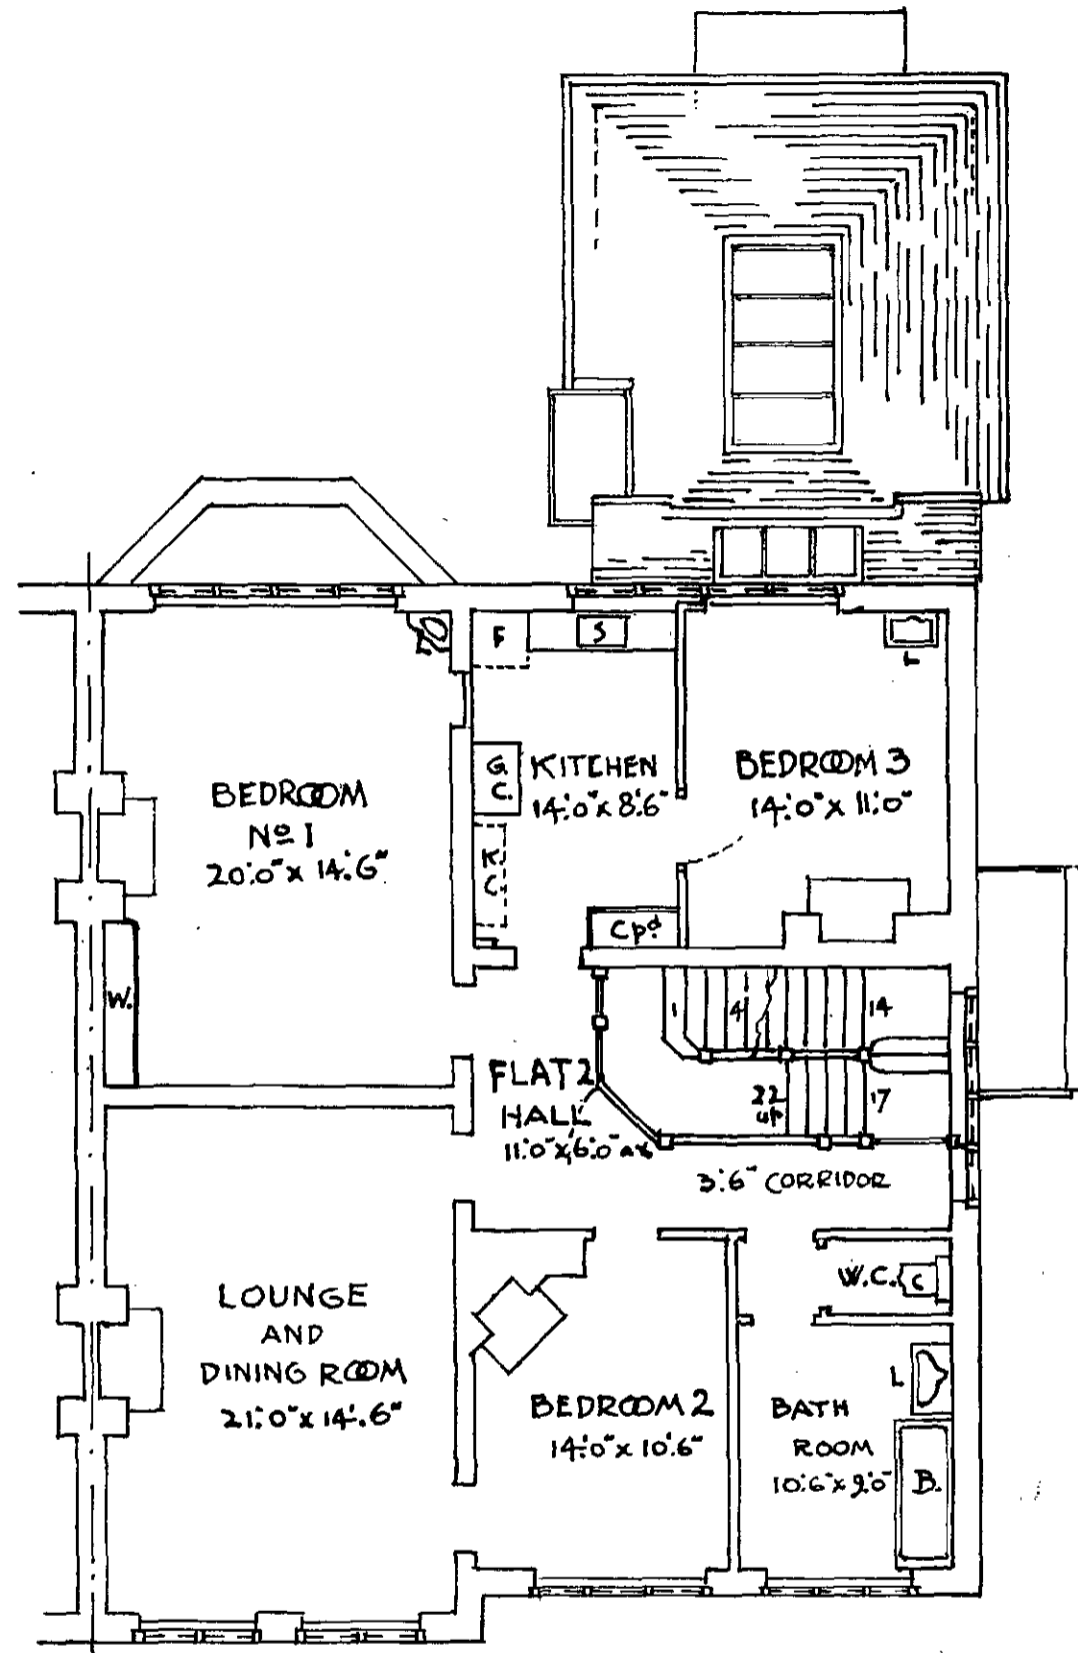 F
S
L
G.
C.
KITCHEN
14'.0" x 8'.6"
BEDROOM 3
14'.0" x 11'.0"
BEDROOM
No 1
20'.0" x 14'.6"
K.
C.
Cpd
W.
1
4
14
FLAT 2
HALL
11'.0" x 6'.0" av
22
up
17
3'.6" CORRIDOR
W.C.
C
LOUNGE
AND
DINING ROOM
21'.0" x 14'.6"
L
BEDROOM 2
14'.0" x 10'.6"
BATH
ROOM
10'.6" x 9'.0"
B.